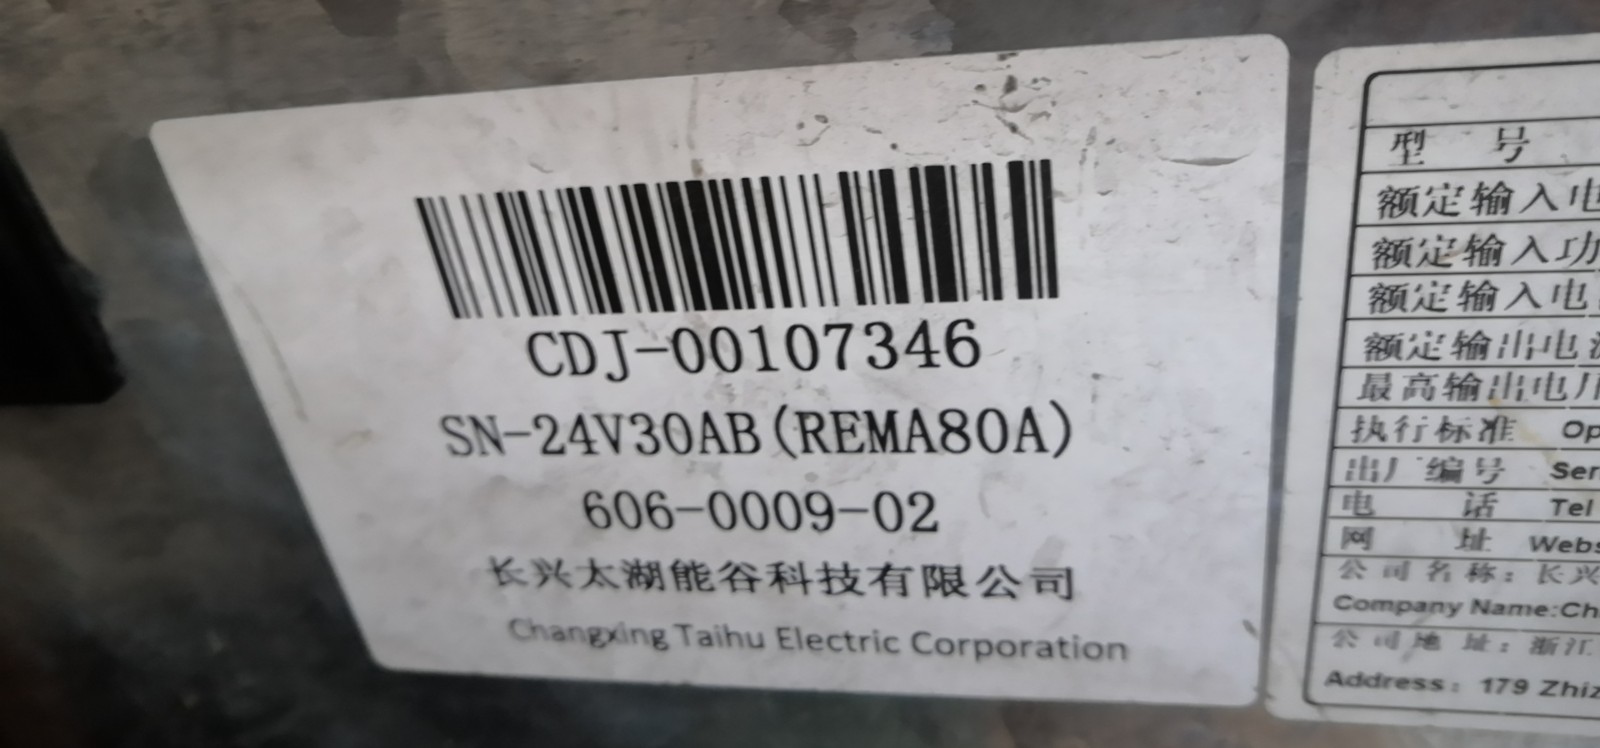 CDJ-00107346
SN-24V30AB(REMA80A)
606-0009-02
长兴太湖能谷科技有限公司
Changxing Taihu Electric Corporation
型 号
额定输入电
额定输入功
额定输入电
额定输出电
最高输出电
执行标准 Op
出厂编号 Ser
电 话 Tel
网 址 Webs
公司名称：长兴
Company Name:Ch
公司地址：浙江
Address：179 Zhiz